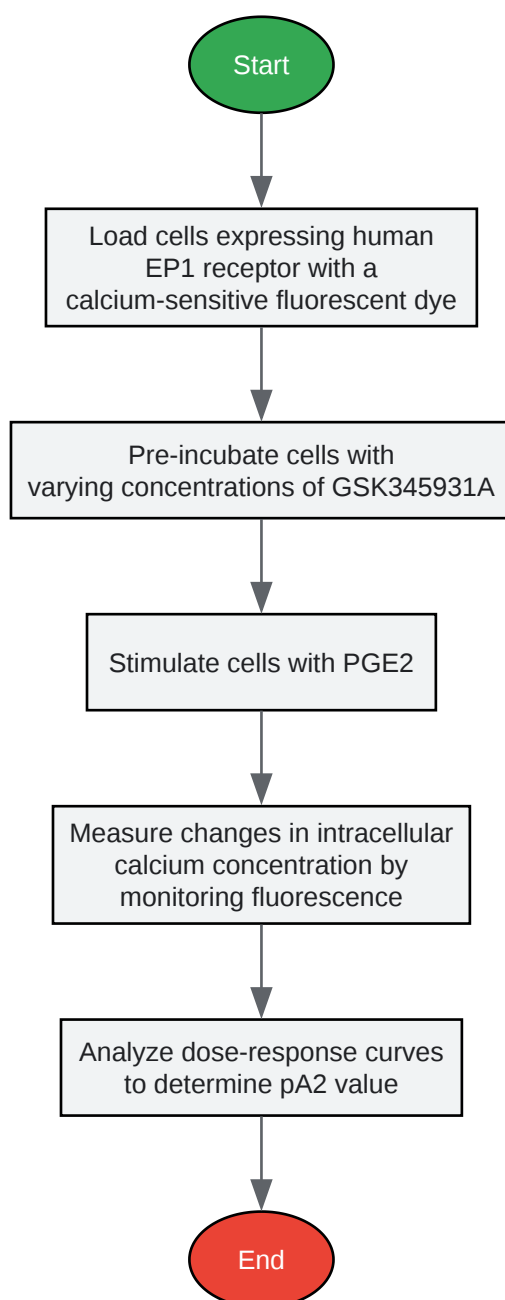 Start
Load cells expressing human
EP1 receptor with a
calcium-sensitive fluorescent dye
Pre-incubate cells with
varying concentrations of GSK345931A
Stimulate cells with PGE2
Measure changes in intracellular
calcium concentration by
monitoring fluorescence
Analyze dose-response curves
to determine pA2 value
End